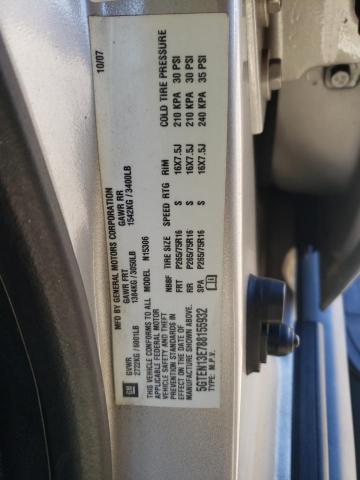 MFD BY GENERAL MOTORS CORPORATION
10/07
GM
GVWR GAWR FRT GAWR RR
2722KG / 6001LB 1384KG / 3050LB 1542KG / 3400LB
THIS VEHICLE CONFORMS TO ALL
APPLICABLE FEDERAL MOTOR
VEHICLE SAFETY AND THEFT
EFFECT ON THE DATE OF
MANUFACTURE SHOWN ABOVE.
5GTEN13E788155932
TYPE: M.P.V.
MODEL N15306
NBBF TIRE SIZE SPEED RTG RIM COLD TIRE PRESSURE
FRT P265/75R16 S 16X7.5J 210 KPA 30 PSI
RR P265/75R16 S 16X7.5J 210 KPA 30 PSI
SPA P265/75R16 S 16X7.5J 240 KPA 35 PSI